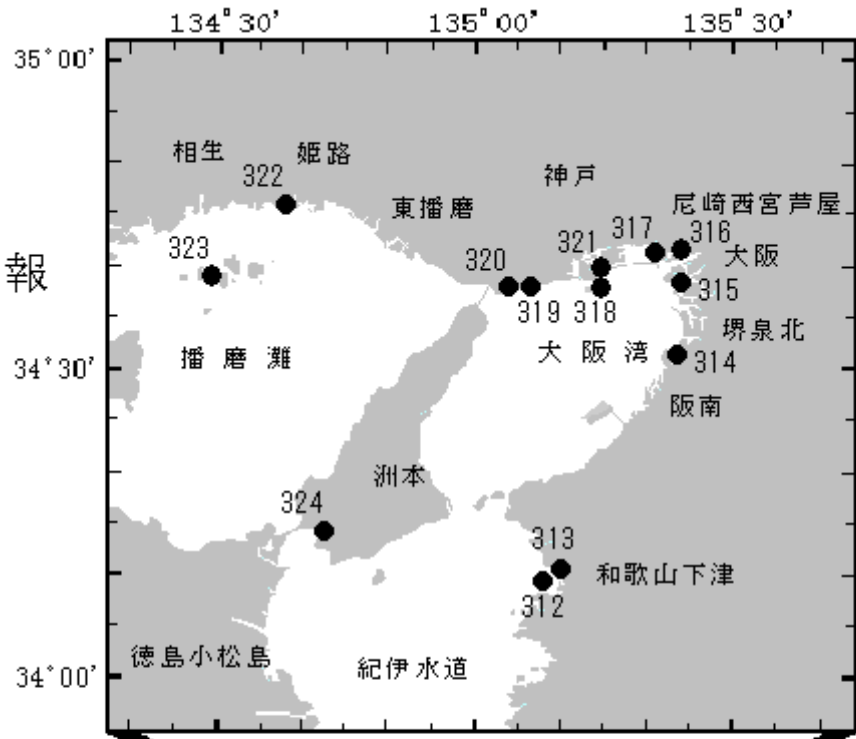 134°30' 135°00' 135°30'
35°00'
相生
姫路
322
神戸
東播磨
尼崎西宮芦屋
317
316
321
大阪
323
報
320
315
319
318
堺泉北
播磨灘
大阪湾
34°30'
314
阪南
洲本
324
313
和歌山下津
312
徳島小松島
紀伊水道
34°00'